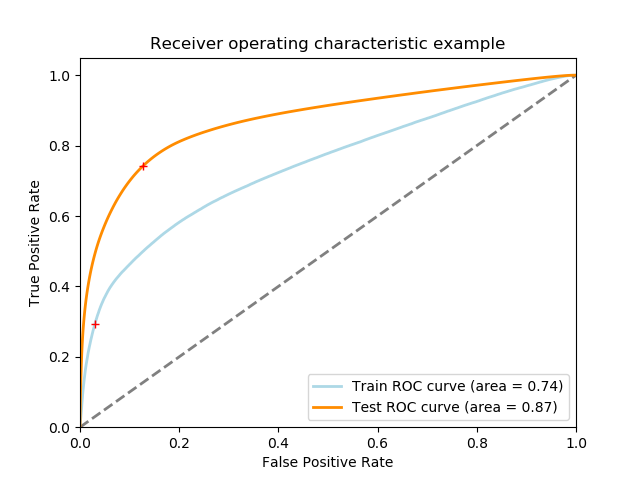 Receiver operating characteristic example
True Positive Rate
1.0
0.8
0.6
0.4
0.2
0.0
0.0 0.2 0.4 0.6 0.8 1.0
False Positive Rate
Train ROC curve (area = 0.74)
Test ROC curve (area = 0.87)